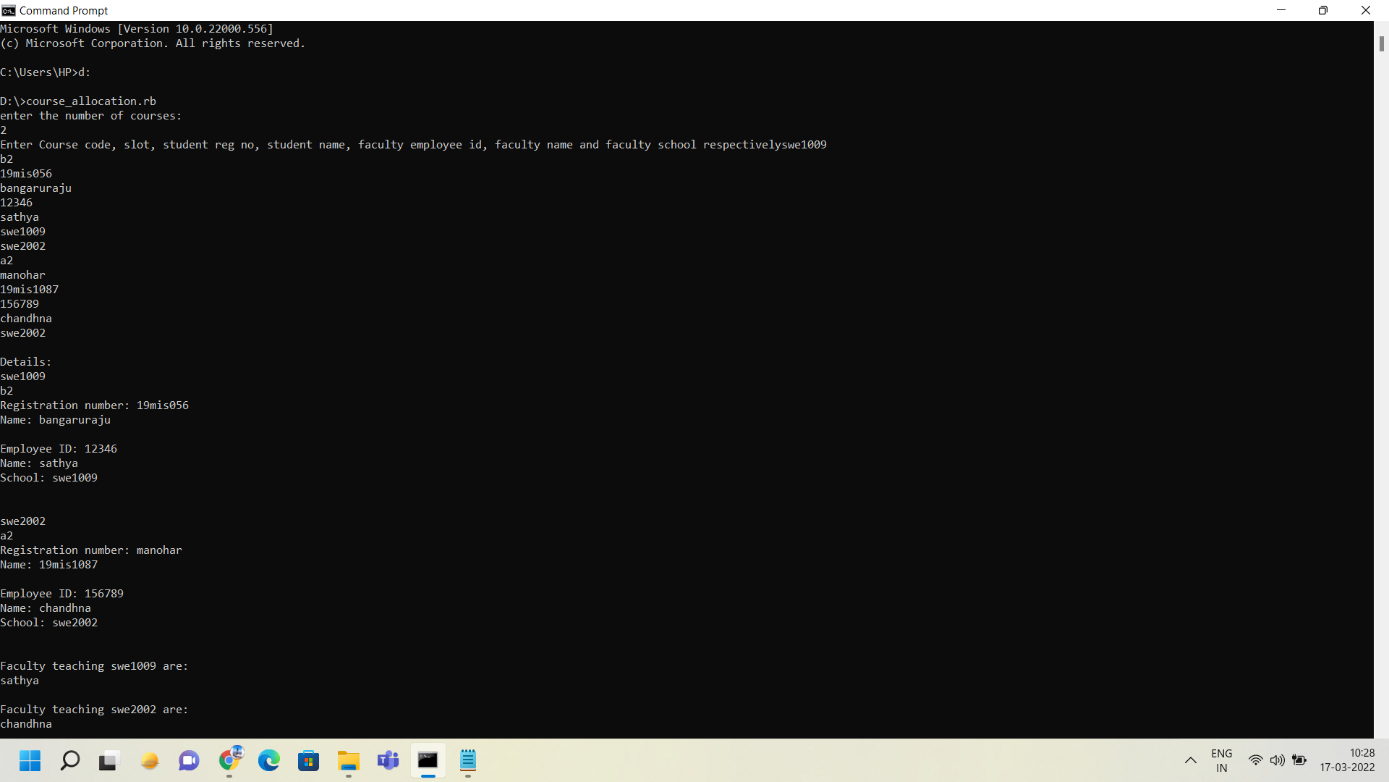 Command Prompt
Microsoft Windows [Version 10.0.22000.556]
(c) Microsoft Corporation. All rights reserved.
C:\Users\HP>d:
D:\>course_allocation.rb
enter the number of courses:
2
Enter Course code, slot, student reg no, student name, faculty employee id, faculty name and faculty school respectivelyswe1009
b2
19mis056
bangaruraju
12346
sathya
swe1009
swe2002
a2
manohar
19mis1087
156789
chandhna
swe2002
Details:
swe1009
b2
Registration number: 19mis056
Name: bangaruraju
Employee ID: 12346
Name: sathya
School: swe1009
swe2002
a2
Registration number: manohar
Name: 19mis1087
Employee ID: 156789
Name: chandhna
School: swe2002
Faculty teaching swe1009 are:
sathya
Faculty teaching swe2002 are:
chandhna
ENG
IN
10:28
17-03-2022